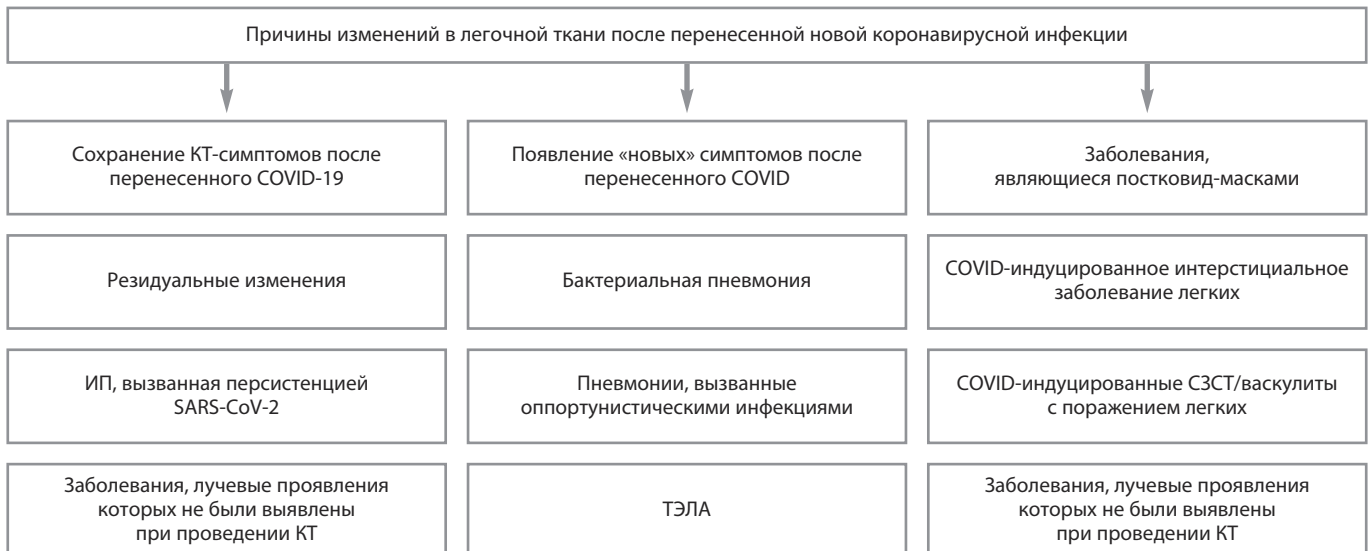 Причины изменений в легочной ткани после перенесенной новой коронавирусной инфекции
Сохранение КТ-симптомов после
перенесенного COVID-19
Появление «новых» симптомов после
перенесенного COVID
Заболевания,
являющиеся постковид-масками
Резидуальные изменения
Бактериальная пневмония
COVID-индуцированное интерстициальное
заболевание легких
ИП, вызванная персистенцией
SARS-CoV-2
Пневмонии, вызванные
оппортунистическими инфекциями
COVID-индуцированные СЗСТ/васкулиты
с поражением легких
Заболевания, лучевые проявления
которых не были выявлены
при проведении КТ
ТЭЛА
Заболевания, лучевые проявления
которых не были выявлены
при проведении КТ